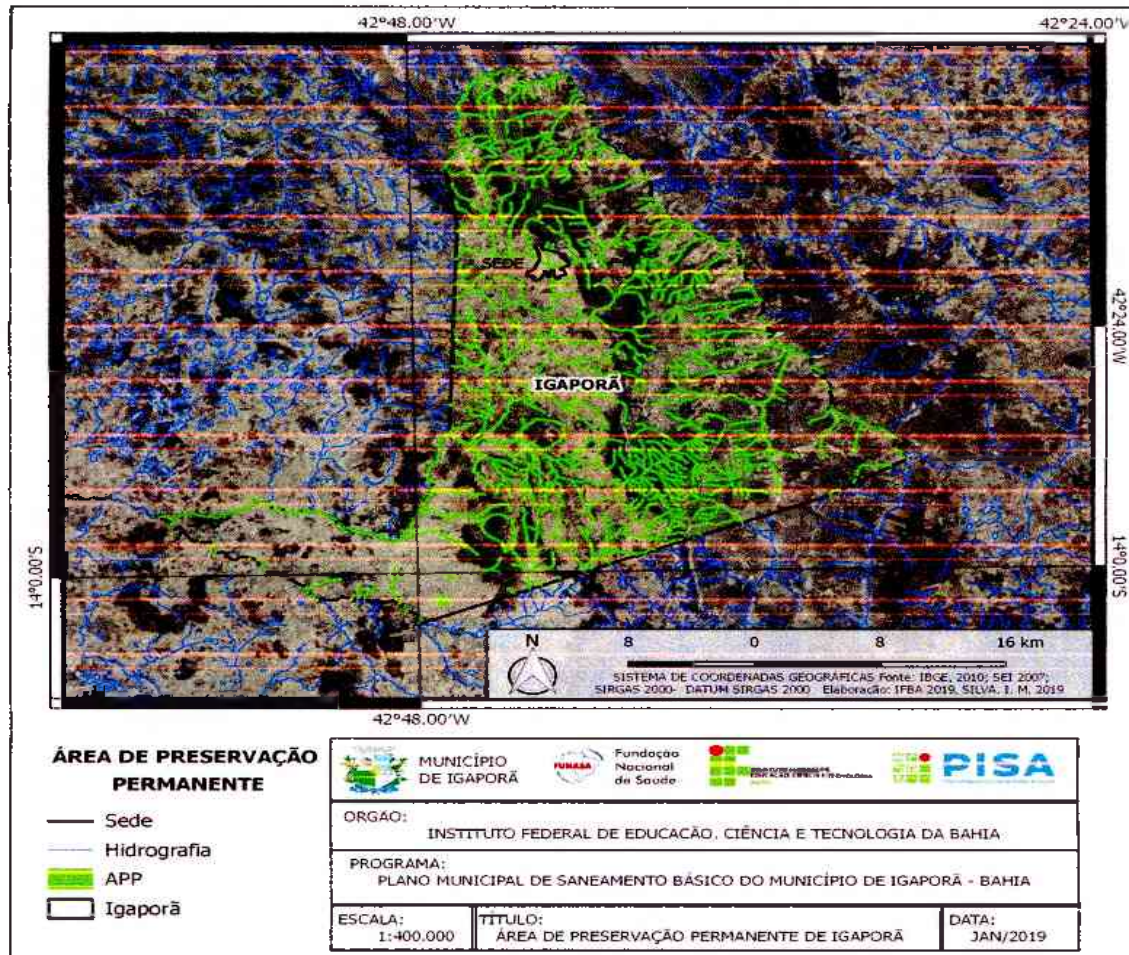 42°48.00'W
42°24.00'W
SEDE
IGAPORÃ
42°24.00'W
14°0.00'S
14°0.00'S
N
8 0 8 16 km
SISTEMA DE COORDENADAS GEOGRÁFICAS Fonte: IBGE, 2010; SEI 2007;
SIRGAS 2000- DATUM SIRGAS 2000 Elaboração: IFBA 2019, SILVA, I. M, 2019
42°48.00'W
ÁREA DE PRESERVAÇÃO
PERMANENTE
Sede
Hidrografia
APP
Igaporã
MUNICÍPIO
DE IGAPORÃ
FUNASA
Fundação
Nacional
de Saude
PISA
ORGÃO:
INSTITUTO FEDERAL DE EDUCACÃO. CIÊNCIA E TECNOLOGIA DA BAHIA
PROGRAMA:
PLANO MUNICIPAL DE SANEAMENTO BÁSICO DO MUNICÍPIO DE IGAPORÃ - BAHIA
ESCALA:
1:400.000
TÍTULO:
ÁREA DE PRESERVAÇÃO PERMANENTE DE IGAPORÃ
DATA:
JAN/2019